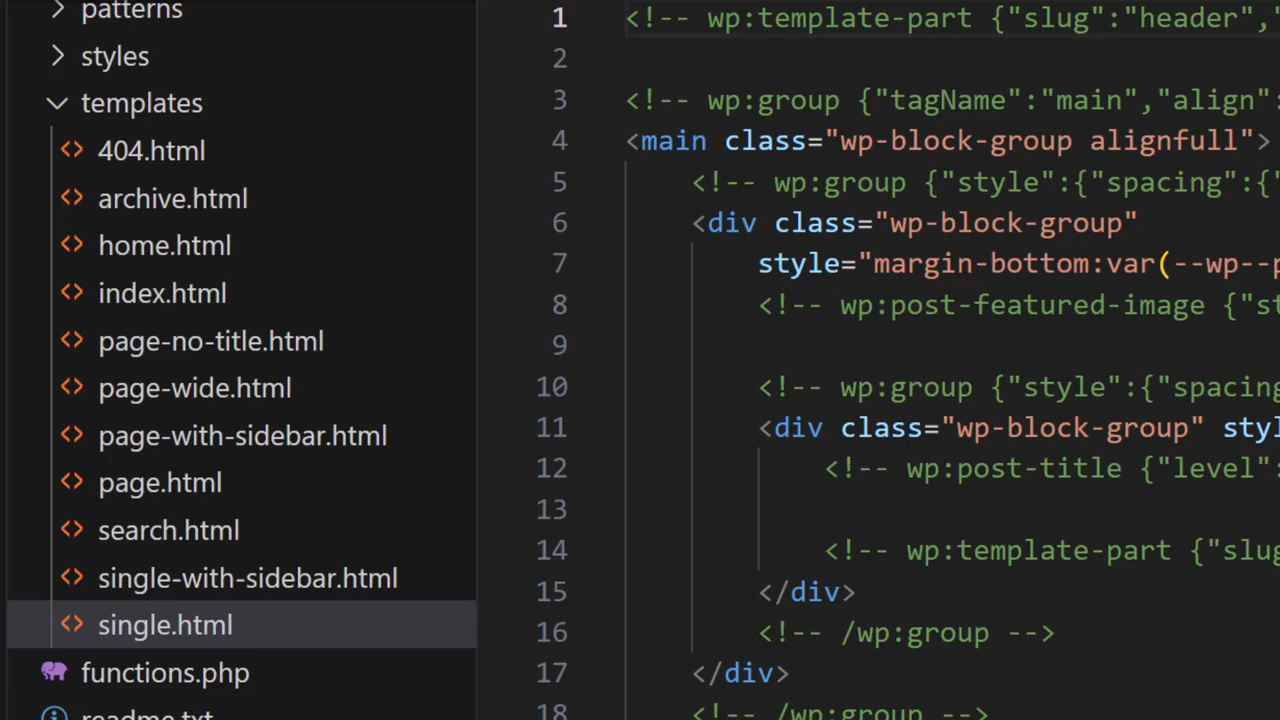 patterns
styles
templates
404.html
archive.html
home.html
index.html
page-no-title.html
page-wide.html
page-with-sidebar.html
page.html
search.html
single-with-sidebar.html
single.html
functions.php
readme.txt
1 <!-- wp:template-part {"slug":"header","
2
3 <!-- wp:group {"tagName":"main","align":
4 <main class="wp-block-group alignfull">
5 <!-- wp:group {"style":{"spacing":{"
6 <div class="wp-block-group"
7 style="margin-bottom:var(--wp--p
8 <!-- wp:post-featured-image {"st
9
10 <!-- wp:group {"style":{"spacing
11 <div class="wp-block-group" styl
12 <!-- wp:post-title {"level":
13
14 <!-- wp:template-part {"slug
15 </div>
16 <!-- /wp:group -->
17 </div>
18 <!-- /wp:group -->